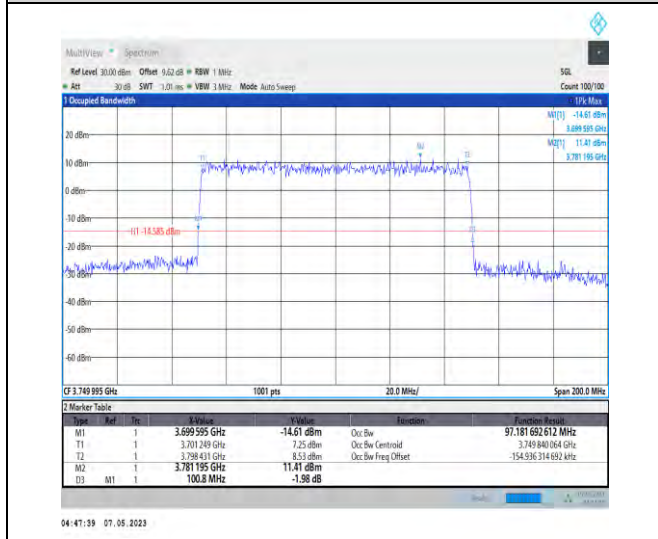 MultiView Spectrum
Ref Level 30.00 dBm Offset 9.62 dB RBW 1 MHz SGL
Att 30 dB SWT 1.01 ms VBW 3 MHz Mode Auto Sweep Count 100/100
1 Occupied Bandwidth 1Pk Max
M1[1] -14.61 dBm
3.699 595 GHz
M2[1] 11.41 dBm
3.781 195 GHz
20 dBm
M2
T1
T2
10 dBm
0 dBm
-10 dBm
H1 -14.585 dBm
-20 dBm
-30 dBm
-40 dBm
-50 dBm
-60 dBm
CF 3.749 995 GHz 1001 pts 20.0 MHz/ Span 200.0 MHz
2 Marker Table
Type Ref Trc X-Value Y-Value Function Function Result
M1 1 3.699 595 GHz -14.61 dBm Occ Bw 97.181 692 612 MHz
T1 1 3.701 249 GHz 7.25 dBm Occ Bw Centroid 3.749 840 064 GHz
T2 1 3.798 431 GHz 8.53 dBm Occ Bw Freq Offset -154.936 314 692 kHz
M2 1 3.781 195 GHz 11.41 dBm
D3 M1 1 100.8 MHz -1.98 dB
04:47:39 07.05.2023